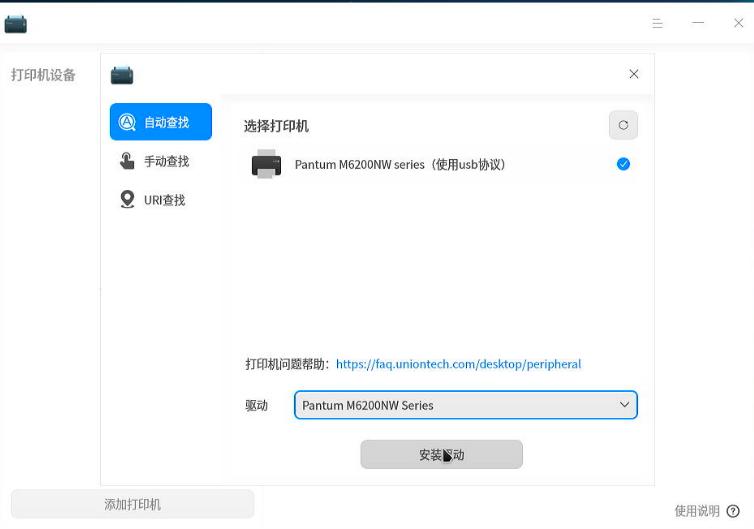 打印机设备
自动查找
手动查找
URI查找
选择打印机
Pantum M6200NW series（使用usb协议）
打印机问题帮助：https://faq.uniontech.com/desktop/peripheral
驱动 Pantum M6200NW Series
安装驱动
添加打印机
使用说明